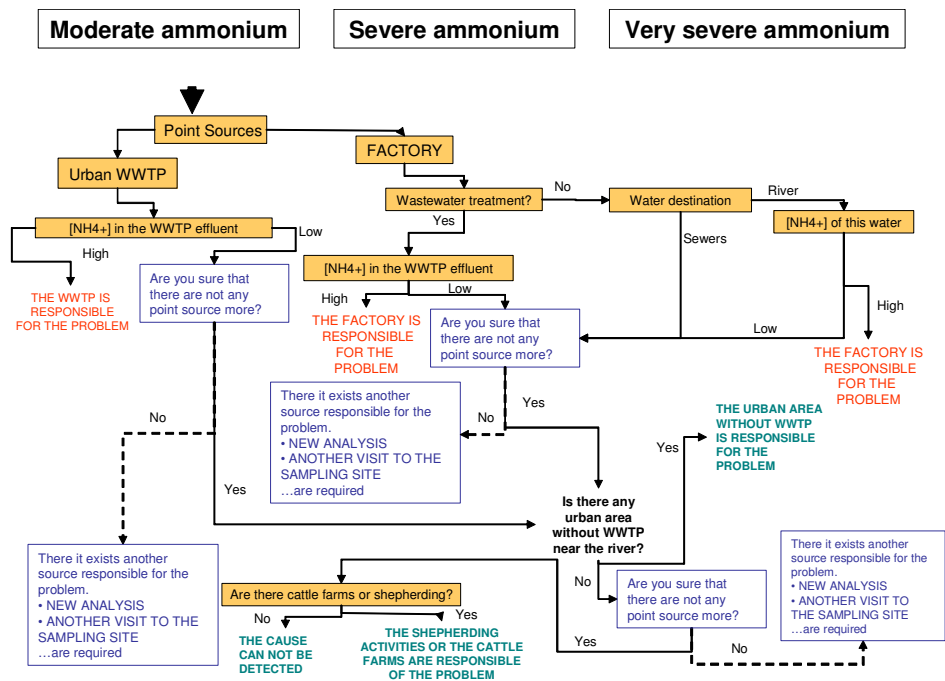 Moderate ammonium
Severe ammonium
Very severe ammonium
Point Sources
FACTORY
Urban WWTP
No
River
Wastewater treatment?
Water destination
Yes
[NH4+] in the WWTP effluent
Low
[NH4+] of this water
High
Sewers
[NH4+] in the WWTP effluent
Are you sure that
there are not any
point source more?
THE WWTP IS
RESPONSIBLE
FOR THE PROBLEM
High
Low
High
THE FACTORY IS
RESPONSIBLE
FOR THE
PROBLEM
Are you sure that
there are not any
point source more?
Low
THE FACTORY IS
RESPONSIBLE
FOR THE
PROBLEM
There it exists another
source responsible for the
problem.
• NEW ANALYSIS
• ANOTHER VISIT TO THE
SAMPLING SITE
…are required
No
Yes
No
THE URBAN AREA
WITHOUT WWTP
IS RESPONSIBLE
FOR THE
PROBLEM
Yes
Yes
Is there any
urban area
without WWTP
near the river?
There it exists another
source responsible for the
problem.
• NEW ANALYSIS
• ANOTHER VISIT TO THE
SAMPLING SITE
…are required
Are there cattle farms or shepherding?
No
Are you sure that
there are not any
point source more?
There it exists another
source responsible for the
problem.
• NEW ANALYSIS
• ANOTHER VISIT TO
THE SAMPLING SITE
…are required
No
Yes
THE CAUSE
CAN NOT BE
DETECTED
THE SHEPHERDING
ACTIVITIES OR THE CATTLE
FARMS ARE RESPONSIBLE
OF THE PROBLEM
Yes
No